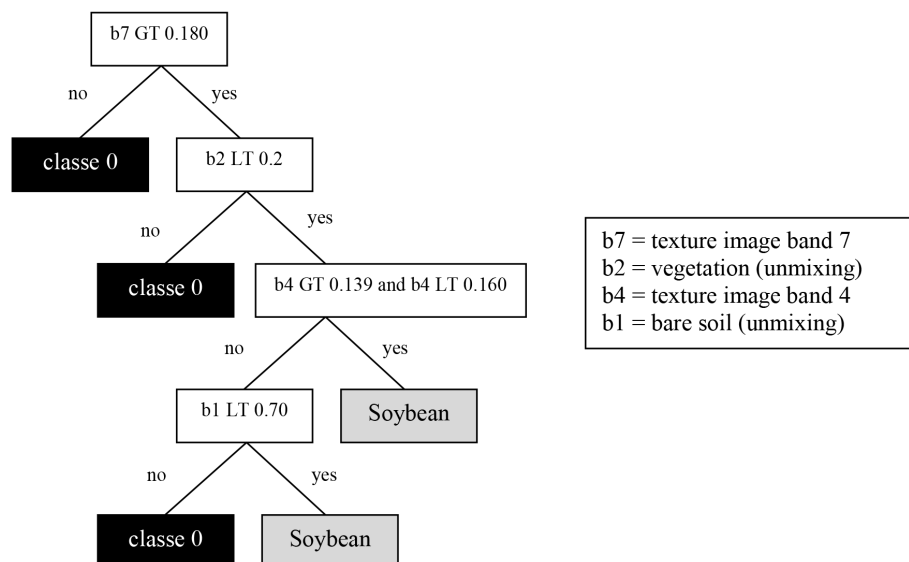 b7 GT 0.180
no
yes
classe 0
b2 LT 0.2
no
yes
classe 0
b4 GT 0.139 and b4 LT 0.160
no
yes
b1 LT 0.70
Soybean
no
yes
classe 0
Soybean
b7 = texture image band 7
b2 = vegetation (unmixing)
b4 = texture image band 4
b1 = bare soil (unmixing)